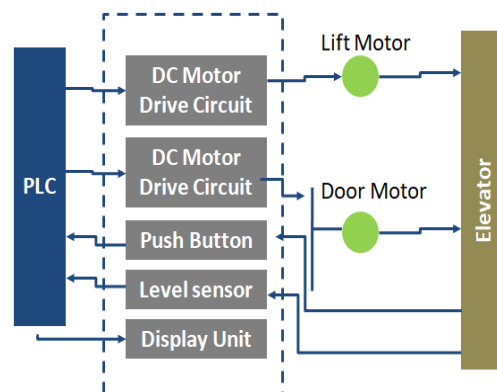 Lift Motor
DC Motor
Drive Circuit
DC Motor
Drive Circuit
PLC
Door Motor
Elevator
Push Button
Level sensor
Display Unit